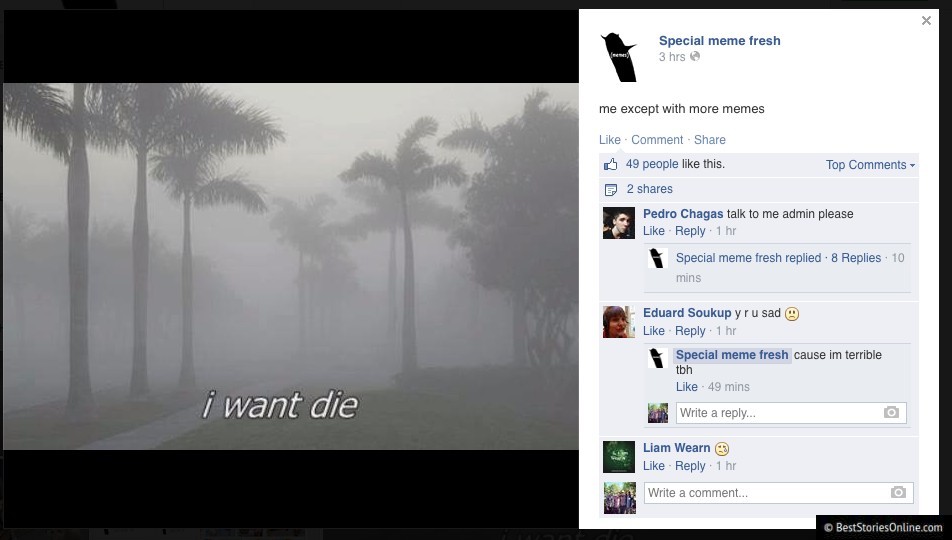 i want die
(memes)
Special meme fresh
3 hrs
me except with more memes
Like · Comment · Share
49 people like this.
Top Comments
2 shares
Pedro Chagas talk to me admin please
Like · Reply · 1 hr
Special meme fresh replied · 8 Replies · 10
mins
Eduard Soukup y r u sad
Like · Reply · 1 hr
Special meme fresh cause im terrible
tbh
Like · 49 mins
Write a reply...
Liam Wearn
Like · Reply · 1 hr
Write a comment...
© BestStoriesOnline.com
i want die